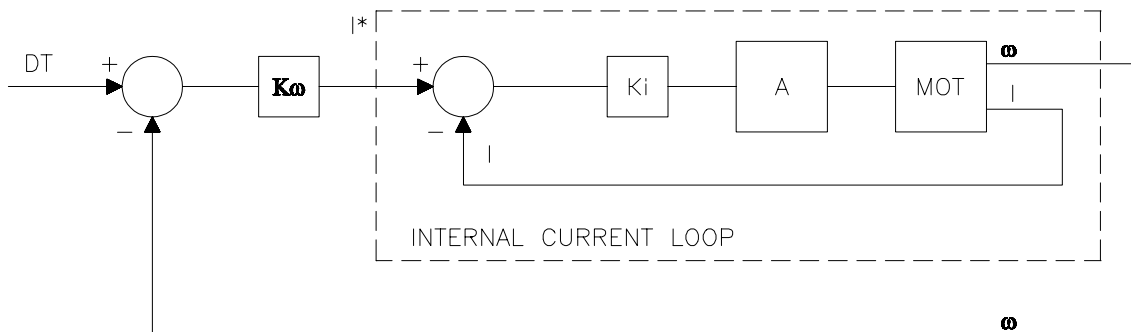 I*
DT
+
−
Kω
+
−
I
Ki
A
MOT
ω
I
INTERNAL CURRENT LOOP
ω